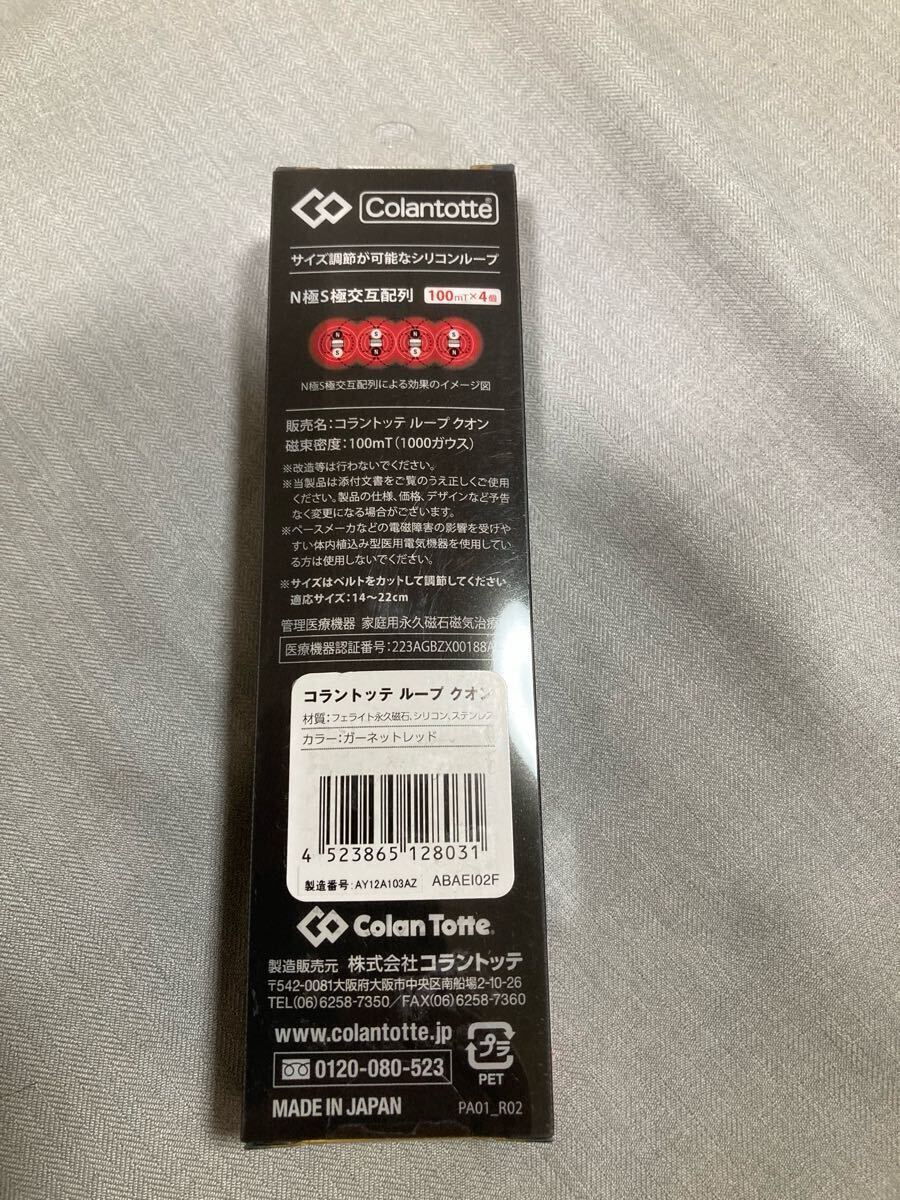 Colantotte®
サイズ調節が可能なシリコンループ
N極S極交互配列 100mT×4個
N S N S
S N S N
N極S極交互配列による効果のイメージ図
販売名:コラントッテ ループ クオン
磁束密度:100mT(1000ガウス)
※改造等は行わないでください。
※当製品は添付文書をご覧のうえ正しくご使用
ください。製品の仕様、価格、デザインなど予告
なく変更になる場合がございます。
※ペースメーカなどの電磁障害の影響を受けや
すい体内植込み型医用電気機器を使用してい
る方は使用しないでください。
※サイズはベルトをカットして調節してください
適応サイズ:14〜22cm
管理医療機器 家庭用永久磁石磁気治療
医療機器認証番号:223AGBZX00188A
コラントッテ ループ クオン
材質:フェライト永久磁石、シリコン、ステンレス
カラー:ガーネットレッド
4 523865 128031
製造番号:AY12A103AZ ABAEI02F
Colan Totte.
製造販売元 株式会社コラントッテ
〒542-0081大阪府大阪市中央区南船場2-10-26
TEL(06)6258-7350/FAX(06)6258-7360
www.colantotte.jp
0120-080-523
プラ
PET
MADE IN JAPAN PA01_R02